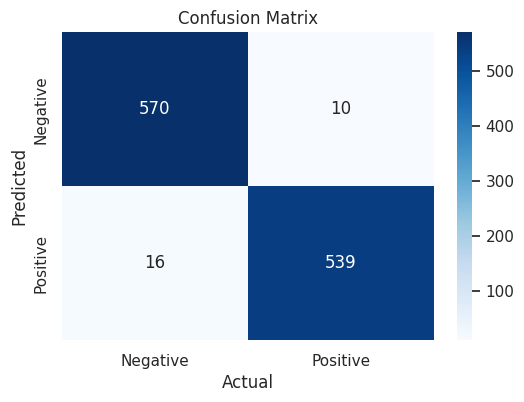 Confusion Matrix
Predicted
Negative
Positive
570 10
16 539
Negative Positive
Actual
500
400
300
200
100